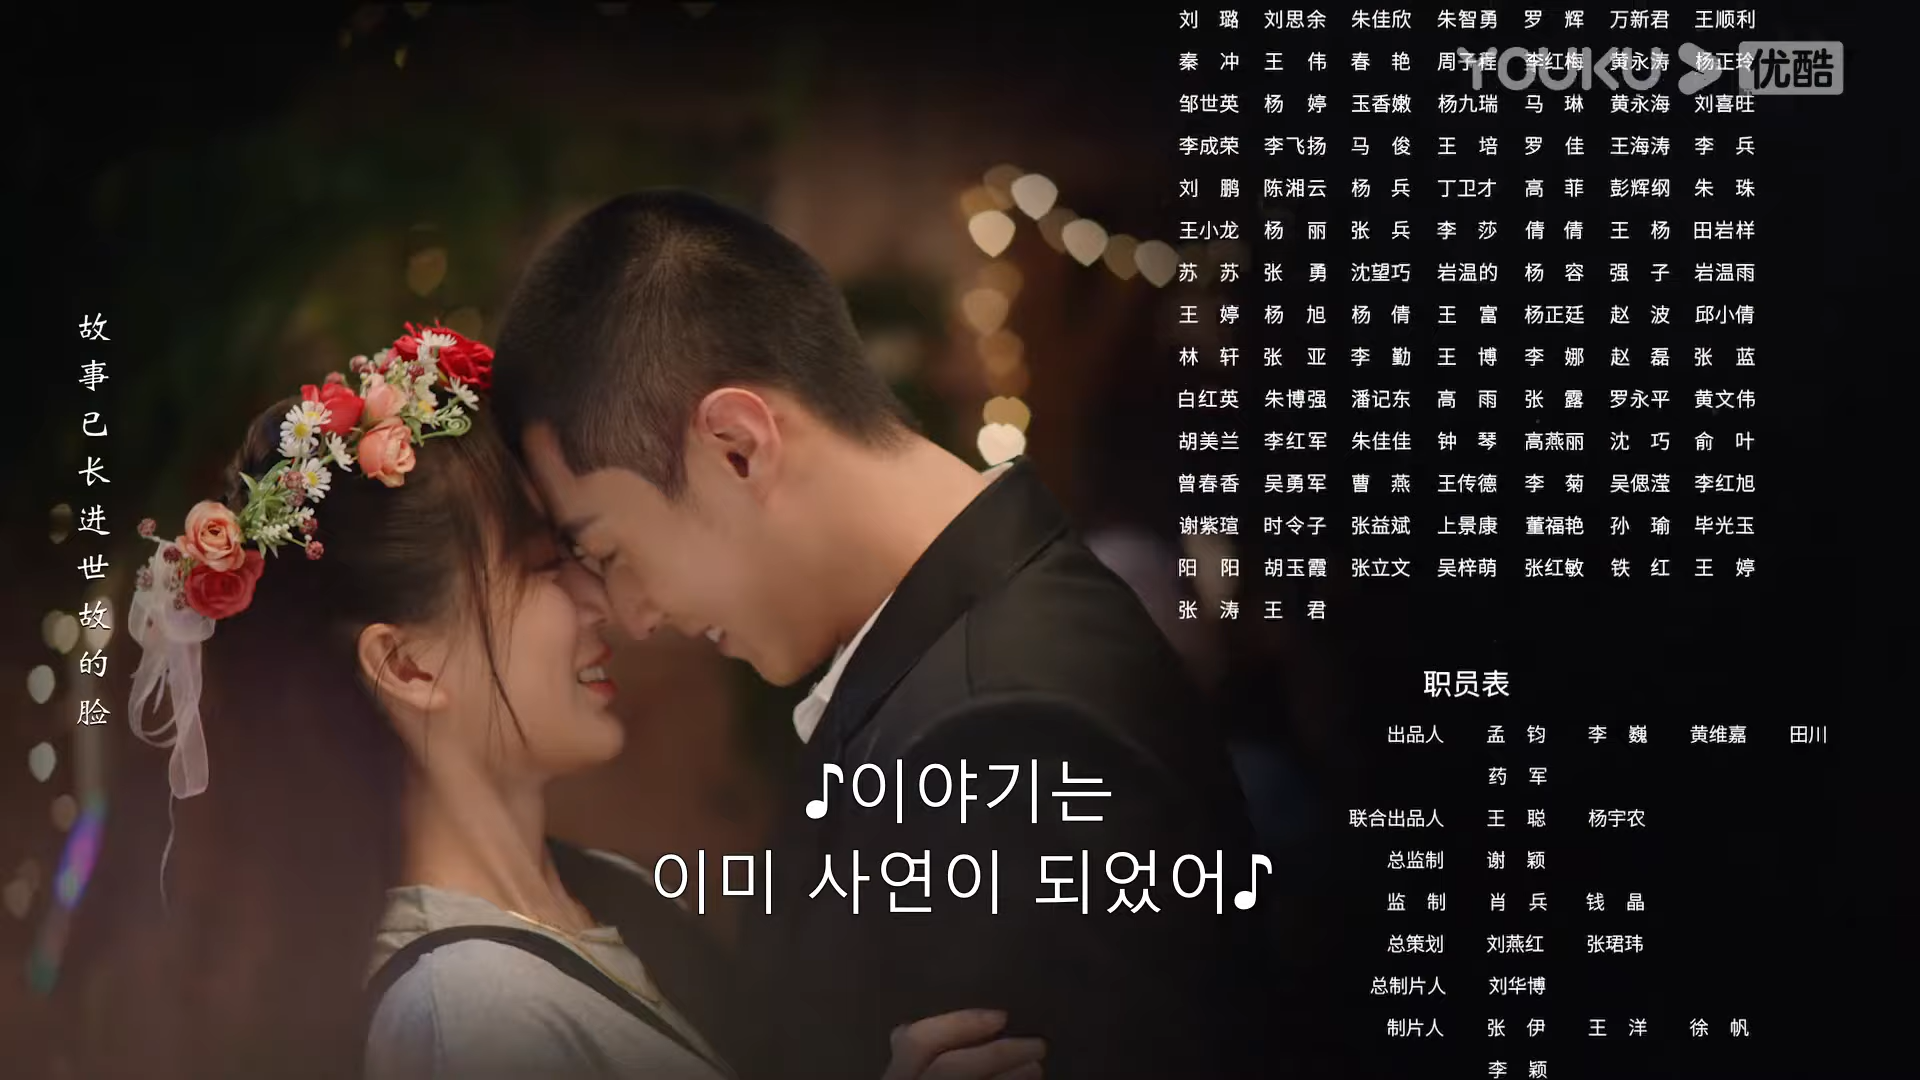 故事已长进世故的脸
刘璐 刘思余 朱佳欣 朱智勇 罗辉 万新君 王顺利
秦冲 王伟 春艳 周子程 李红梅 黄永涛 杨正玲
YOUKU 优酷
邹世英 杨婷 玉香嫩 杨九瑞 马琳 黄永海 刘喜旺
李成荣 李飞扬 马俊 王培 罗佳 王海涛 李兵
刘鹏 陈湘云 杨兵 丁卫才 高菲 彭辉纲 朱珠
王小龙 杨丽 张兵 李莎 倩倩 王杨 田岩样
苏苏 张勇 沈望巧 岩温的 杨容 强子 岩温雨
王婷 杨旭 杨倩 王富 杨正廷 赵波 邱小倩
林轩 张亚 李勤 王博 李娜 赵磊 张蓝
白红英 朱博强 潘记东 高雨 张露 罗永平 黄文伟
胡美兰 李红军 朱佳佳 钟琴 高燕丽 沈巧 俞叶
曾春香 吴勇军 曹燕 王传德 李菊 吴偲滢 李红旭
谢紫瑄 时令子 张益斌 上景康 董福艳 孙瑜 毕光玉
阳阳 胡玉霞 张立文 吴梓萌 张红敏 铁红 王婷
张涛 王君
职员表
出品人 孟钧 李巍 黄维嘉 田川
药军
联合出品人 王聪 杨宇农
总监制 谢颖
监制 肖兵 钱晶
总策划 刘燕红 张珺玮
总制片人 刘华博
制片人 张伊 王洋 徐帆
李颖
♪이야기는
이미 사연이 되었어♪